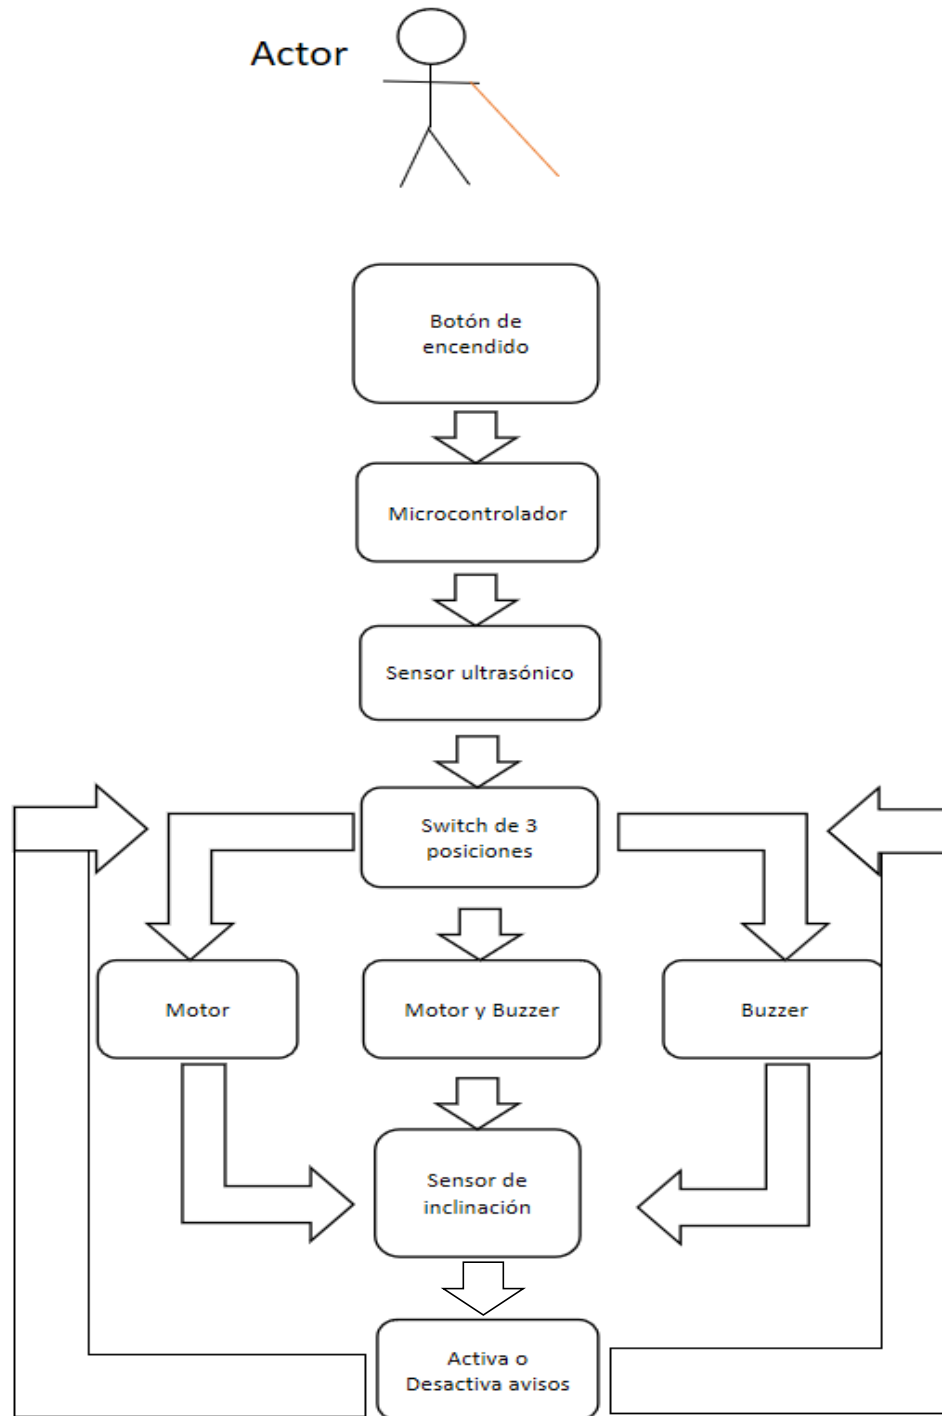 Actor
Botón de
encendido
Microcontrolador
Sensor ultrasónico
Switch de 3
posiciones
Motor
Motor y Buzzer
Buzzer
Sensor de
inclinación
Activa o
Desactiva avisos